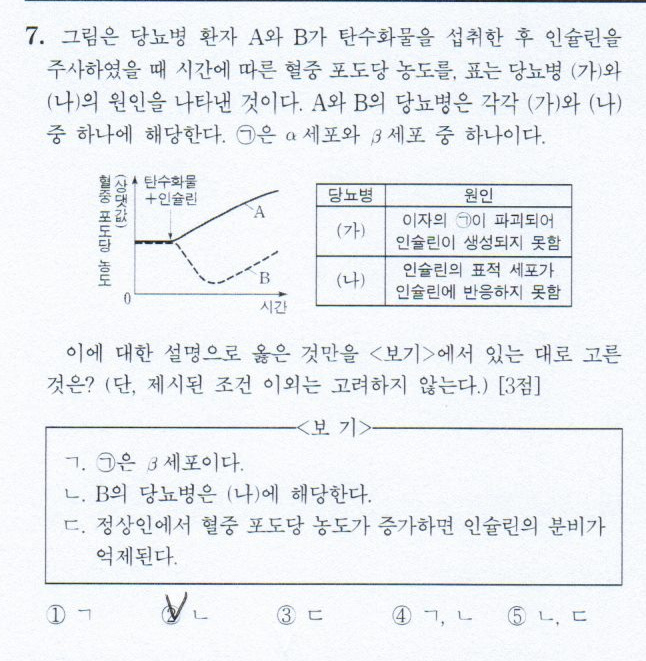 7. 그림은 당뇨병 환자 A와 B가 탄수화물을 섭취한 후 인슐린을
주사하였을 때 시간에 따른 혈중 포도당 농도를, 표는 당뇨병 (가)와
(나)의 원인을 나타낸 것이다. A와 B의 당뇨병은 각각 (가)와 (나)
중 하나에 해당한다. ㉠은 α세포와 β세포 중 하나이다.
혈중 포도당 농도 (상댓값)
탄수화물
+인슐린
A
B
0
시간
당뇨병 원인
(가) 이자의 ㉠이 파괴되어
인슐린이 생성되지 못함
(나) 인슐린의 표적 세포가
인슐린에 반응하지 못함
이에 대한 설명으로 옳은 것만을 <보기>에서 있는 대로 고른
것은? (단, 제시된 조건 이외는 고려하지 않는다.) [3점]
<보 기>
ㄱ. ㉠은 β세포이다.
ㄴ. B의 당뇨병은 (나)에 해당한다.
ㄷ. 정상인에서 혈중 포도당 농도가 증가하면 인슐린의 분비가
억제된다.
① ㄱ ② ㄴ ③ ㄷ ④ ㄱ, ㄴ ⑤ ㄴ, ㄷ